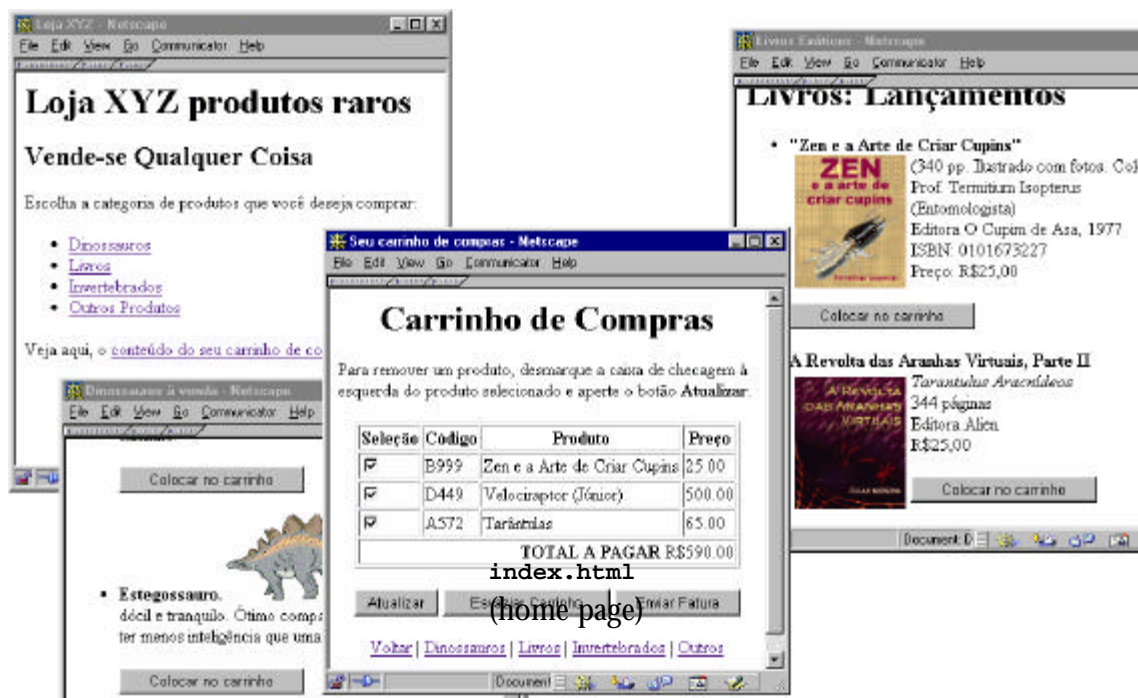 Loja XYZ - Netscape
File Edit View Go Communicator Help
Loja XYZ produtos raros
Vende-se Qualquer Coisa
Escolha a categoria de produtos que você deseja comprar:
• Dinossauros
• Livros
• Invertebrados
• Outros Produtos
Veja aqui, o conteúdo do seu carrinho de co
Dinossauros à venda - Netscape
File Edit View Go Communicator Help
Colocar no carrinho
• Estegossauro.
dócil e tranquilo. Ótimo compa
ter menos inteligência que uma
Colocar no carrinho
Seu carrinho de compras - Netscape
File Edit View Go Communicator Help
Carrinho de Compras
Para remover um produto, desmarque a caixa de checagem à
esquerda do produto selecionado e aperte o botão Atualizar.
Seleção Código Produto Preço
B999 Zen e a Arte de Criar Cupins 25.00
D449 Velociraptor (Júnior) 500.00
A572 Tarântulas 65.00
TOTAL A PAGAR R$590.00
index.html
(home page)
Atualizar Esvaziar Carrinho Enviar Fatura
Voltar | Dinossauros | Livros | Invertebrados | Outros
Document
Livros Exóticos - Netscape
File Edit View Go Communicator Help
Livros: Lançamentos
• "Zen e a Arte de Criar Cupins"
ZEN
e a arte de
criar cupins
(340 pp. Ilustrado com fotos. Col
Prof. Termitium Isopterus
(Entomologista)
Editora O Cupim de Asa, 1977
ISBN: 0101673227
Preço: R$25,00
Colocar no carrinho
A Revolta das Aranhas Virtuais, Parte II
A REVOLTA
DAS ARANHAS
VIRTUAIS
Tarantulus Aracnídeos
344 páginas
Editora Alien
R$25,00
Colocar no carrinho
Document: D